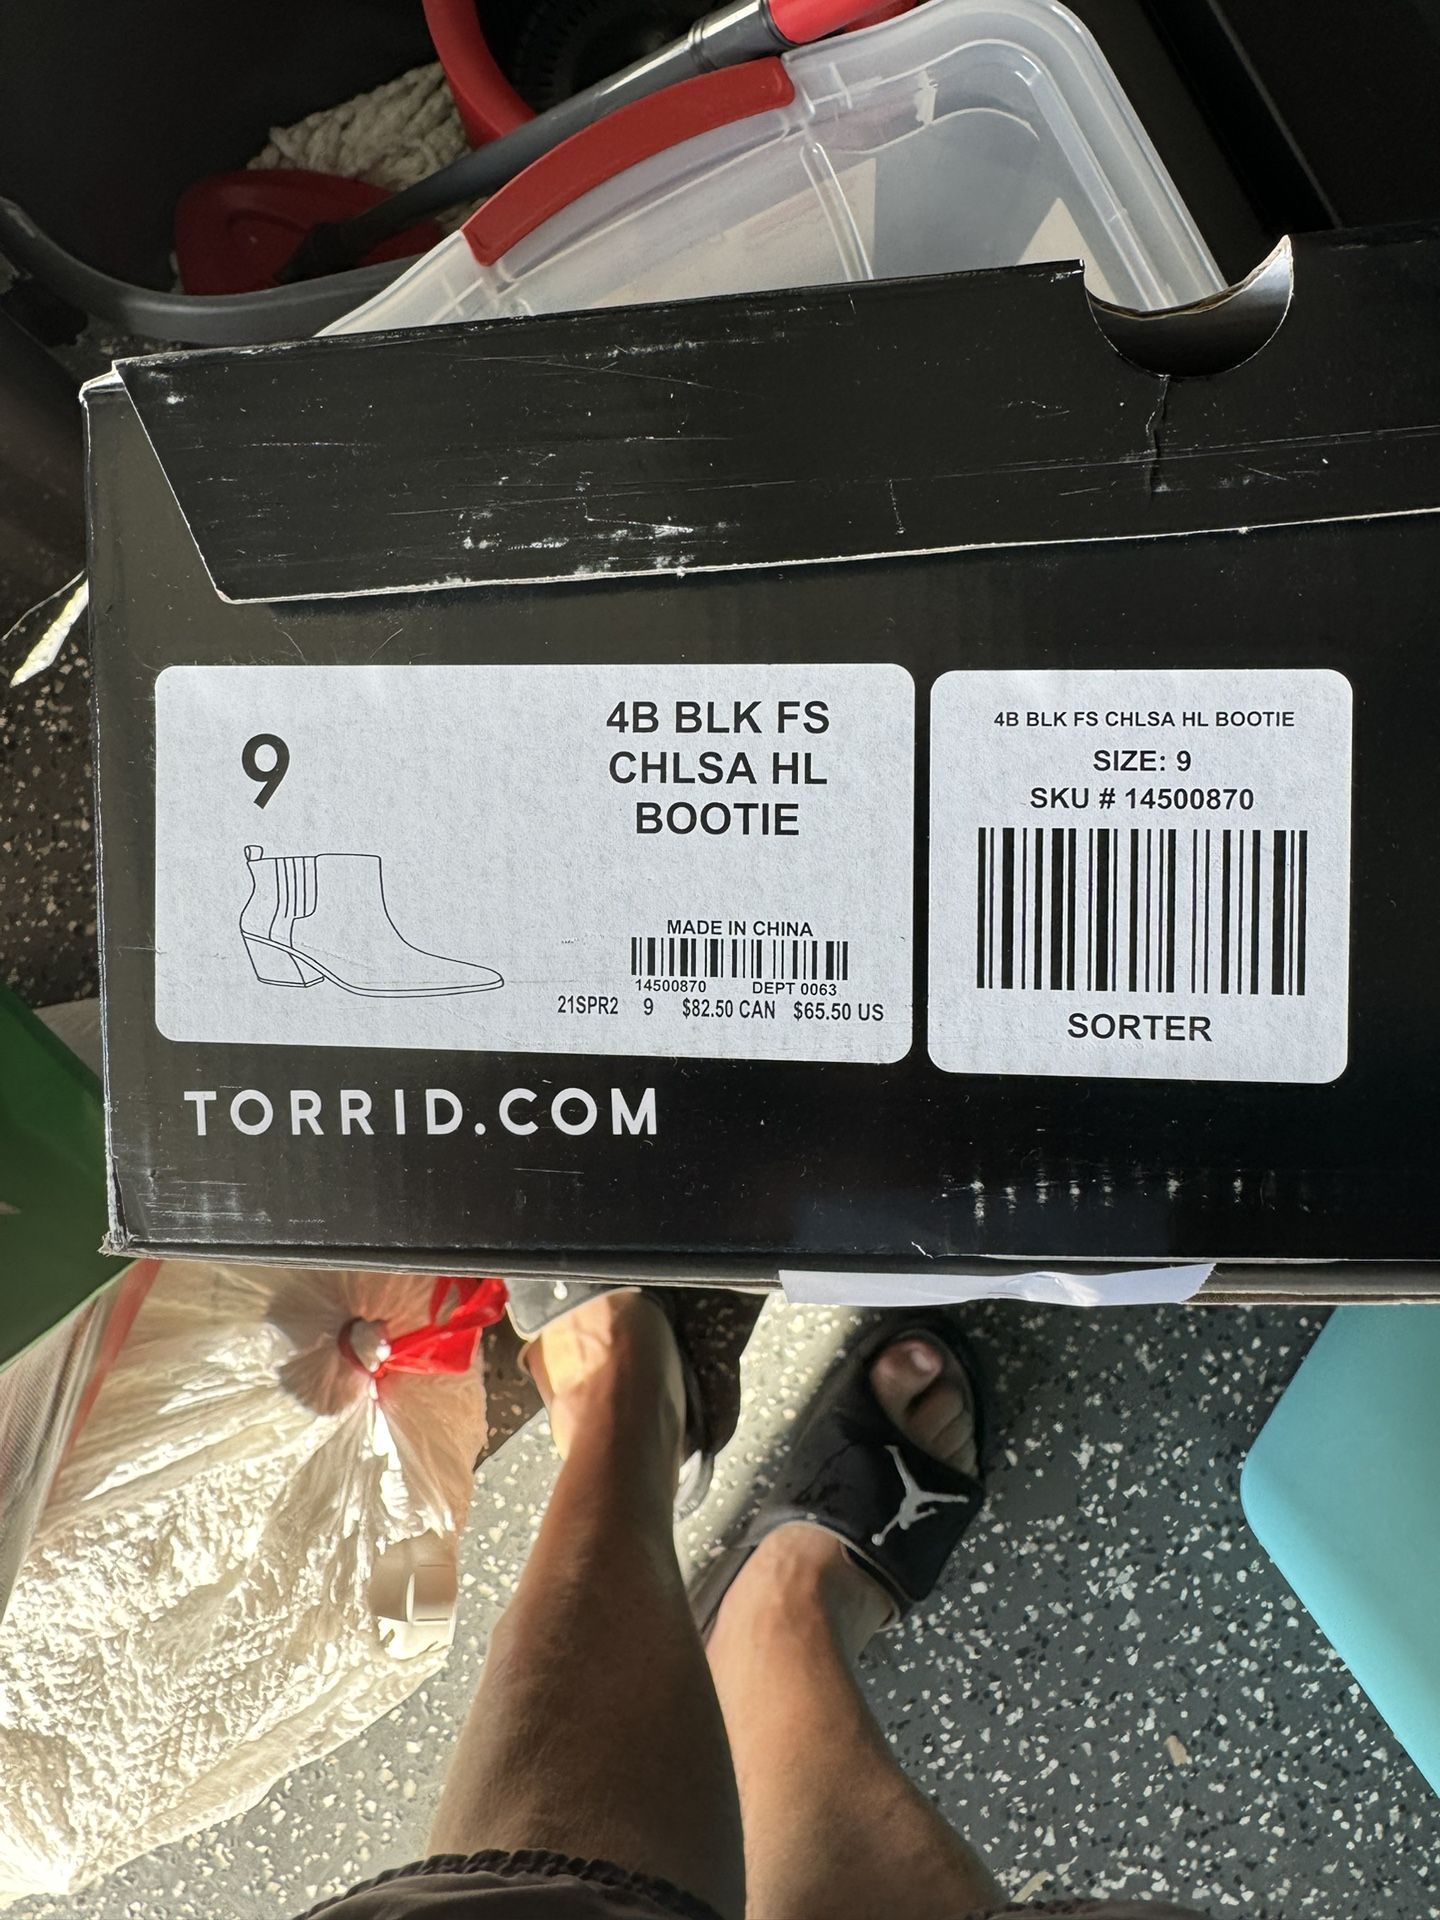 9
4B BLK FS
CHLSA HL
BOOTIE
MADE IN CHINA
14500870 DEPT 0063
21SPR2 9 $82.50 CAN $65.50 US
4B BLK FS CHLSA HL BOOTIE
SIZE: 9
SKU # 14500870
SORTER
TORRID.COM